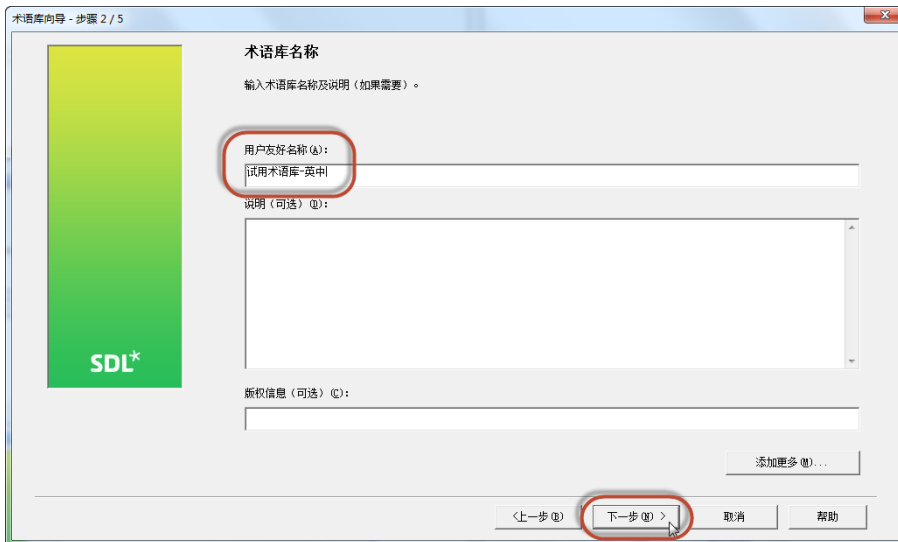 术语库向导 - 步骤 2 / 5
术语库名称
输入术语库名称及说明（如果需要）。
用户友好名称(A):
试用术语库-英中
说明（可选）(D):
SDL*
版权信息（可选）(C):
添加更多(M)...
<上一步(B)
下一步(N) >
取消
帮助